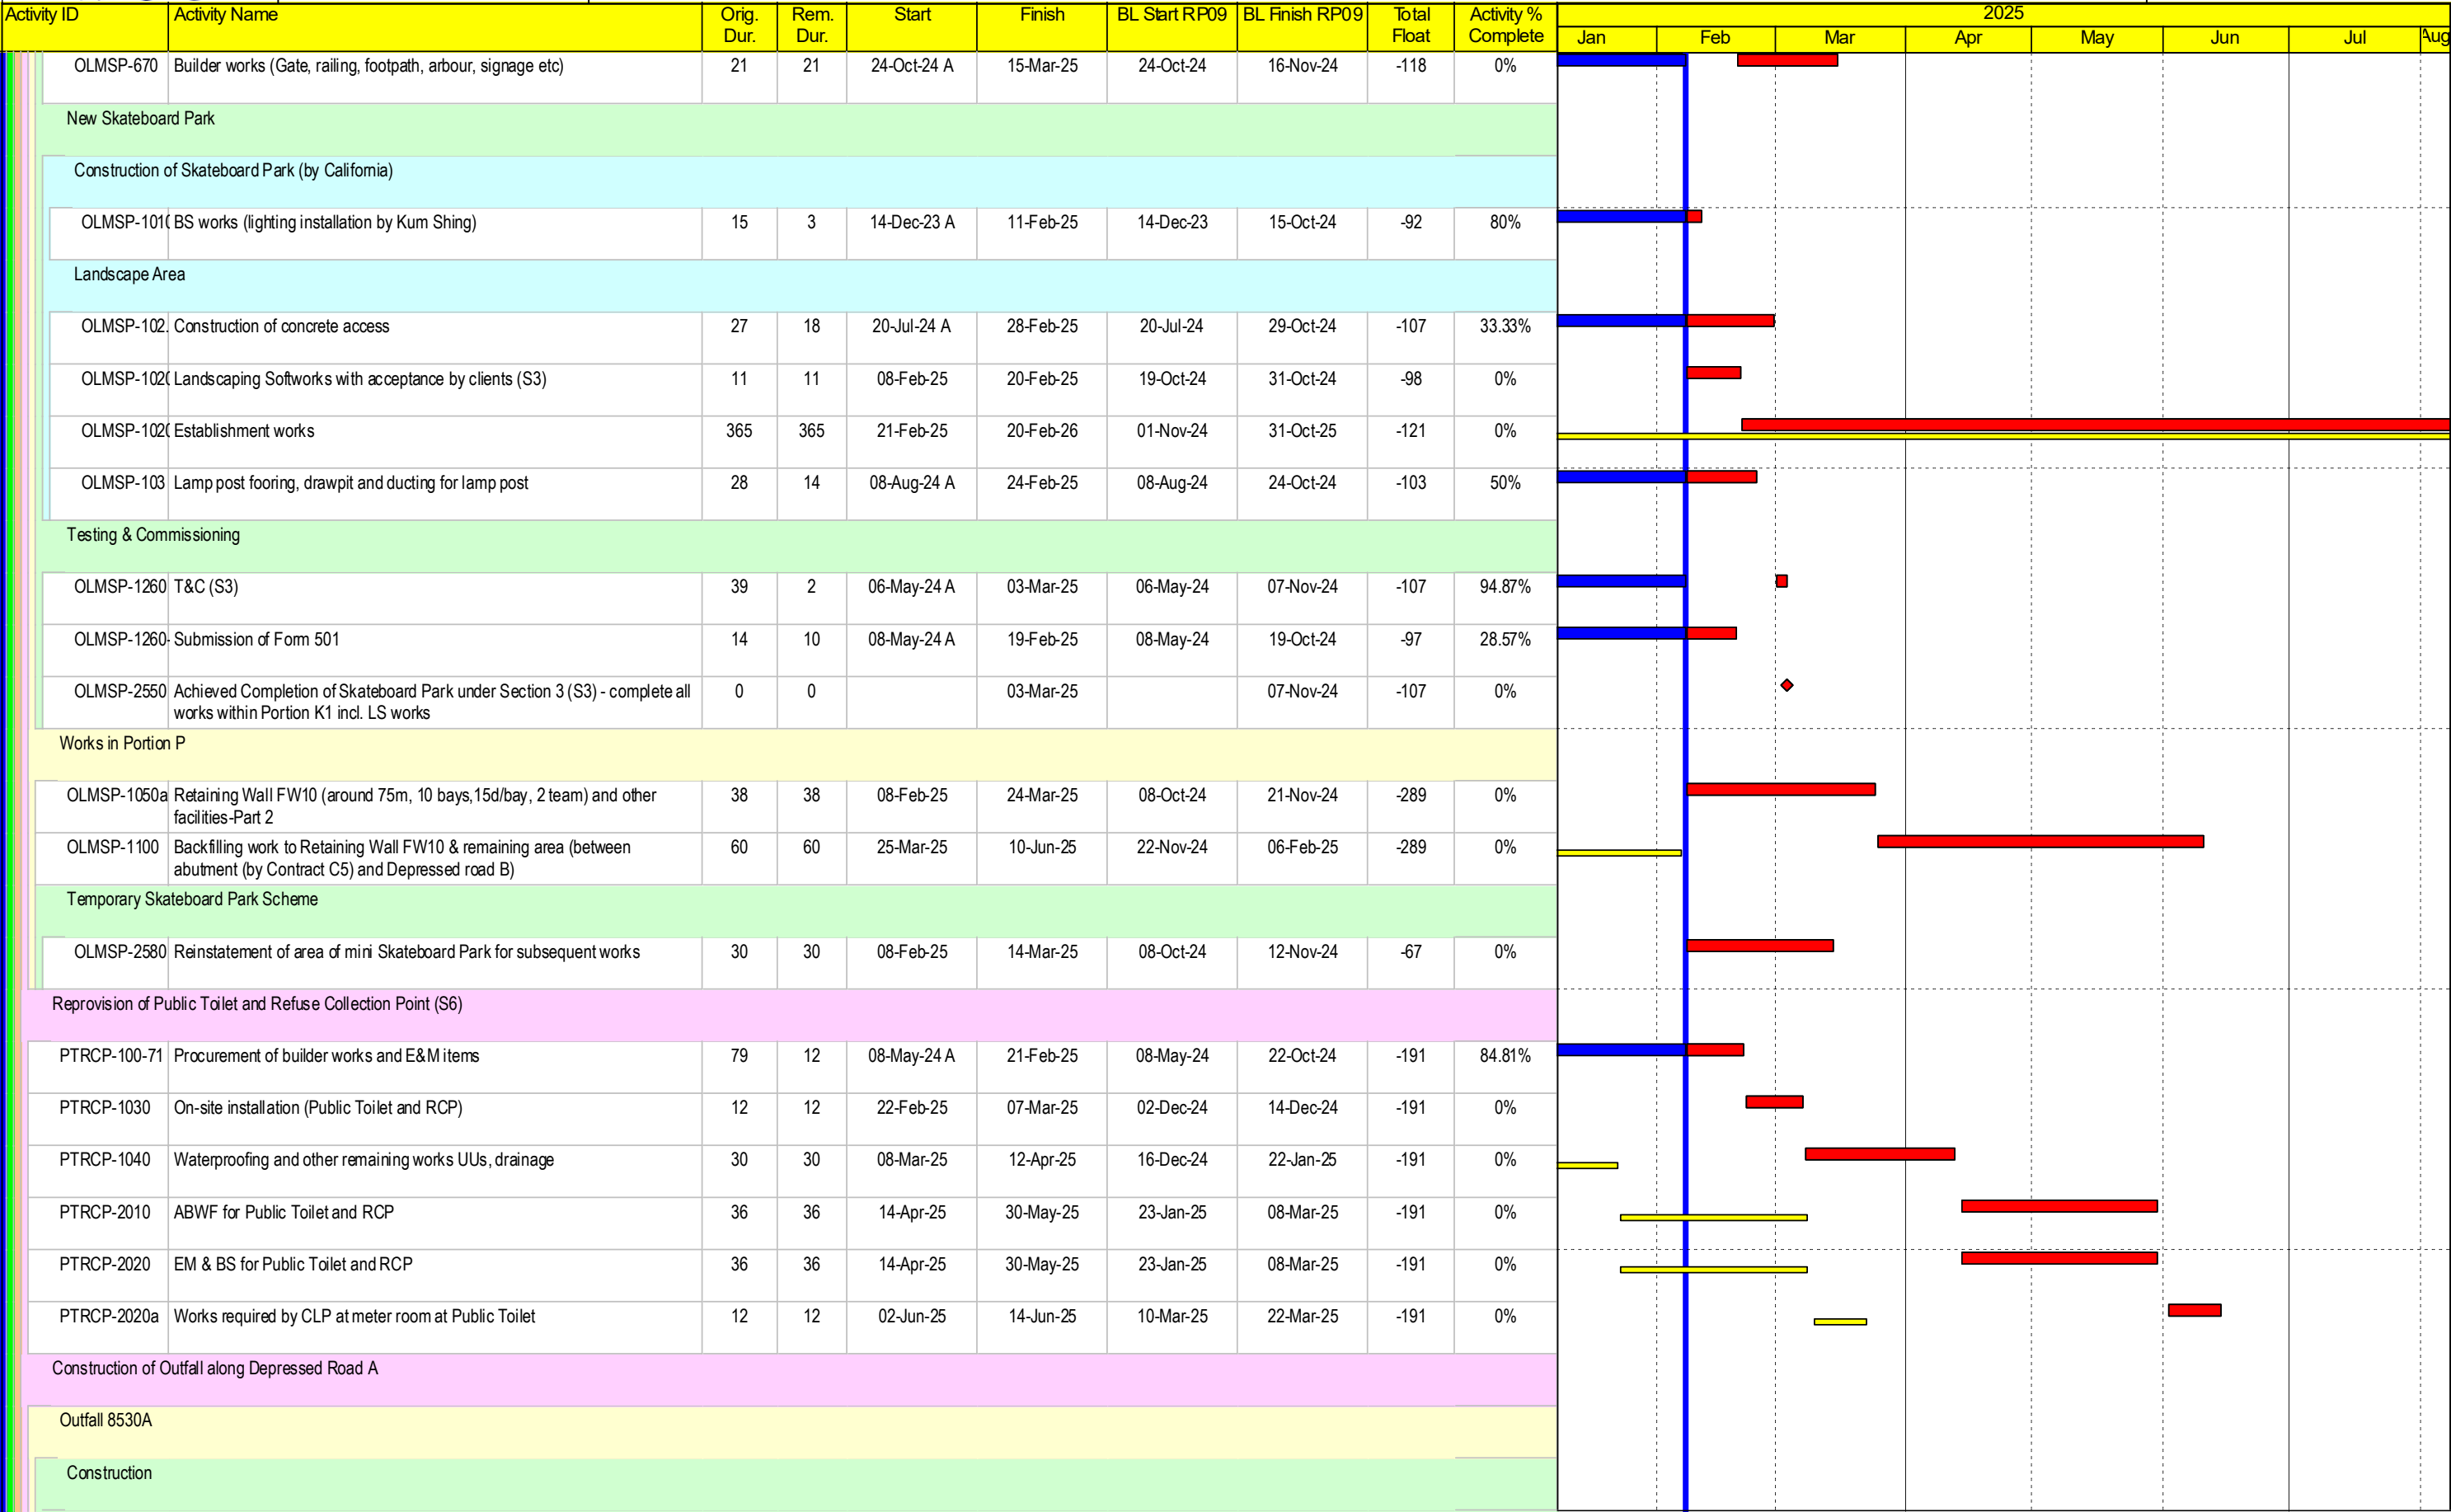 Activity ID Activity Name Orig. Dur. Rem. Dur. Start Finish BL Start RP09 BL Finish RP09 Total Float Activity % Complete 2025
Jan Feb Mar Apr May Jun Jul Aug
OLMSP-670 Builder works (Gate, railing, footpath, arbour, signage etc) 21 21 24-Oct-24 A 15-Mar-25 24-Oct-24 16-Nov-24 -118 0%
New Skateboard Park
Construction of Skateboard Park (by California)
OLMSP-1010 BS works (lighting installation by Kum Shing) 15 3 14-Dec-23 A 11-Feb-25 14-Dec-23 15-Oct-24 -92 80%
Landscape Area
OLMSP-102. Construction of concrete access 27 18 20-Jul-24 A 28-Feb-25 20-Jul-24 29-Oct-24 -107 33.33%
OLMSP-1020 Landscaping Softworks with acceptance by clients (S3) 11 11 08-Feb-25 20-Feb-25 19-Oct-24 31-Oct-24 -98 0%
OLMSP-1020 Establishment works 365 365 21-Feb-25 20-Feb-26 01-Nov-24 31-Oct-25 -121 0%
OLMSP-103 Lamp post fooring, drawpit and ducting for lamp post 28 14 08-Aug-24 A 24-Feb-25 08-Aug-24 24-Oct-24 -103 50%
Testing & Commissioning
OLMSP-1260 T&C (S3) 39 2 06-May-24 A 03-Mar-25 06-May-24 07-Nov-24 -107 94.87%
OLMSP-1260- Submission of Form 501 14 10 08-May-24 A 19-Feb-25 08-May-24 19-Oct-24 -97 28.57%
OLMSP-2550 Achieved Completion of Skateboard Park under Section 3 (S3) - complete all 0 0 03-Mar-25 07-Nov-24 -107 0%
works within Portion K1 incl. LS works
Works in Portion P
OLMSP-1050a Retaining Wall FW10 (around 75m, 10 bays,15d/bay, 2 team) and other 38 38 08-Feb-25 24-Mar-25 08-Oct-24 21-Nov-24 -289 0%
facilities-Part 2
OLMSP-1100 Backfilling work to Retaining Wall FW10 & remaining area (between 60 60 25-Mar-25 10-Jun-25 22-Nov-24 06-Feb-25 -289 0%
abutment (by Contract C5) and Depressed road B)
Temporary Skateboard Park Scheme
OLMSP-2580 Reinstatement of area of mini Skateboard Park for subsequent works 30 30 08-Feb-25 14-Mar-25 08-Oct-24 12-Nov-24 -67 0%
Reprovision of Public Toilet and Refuse Collection Point (S6)
PTRCP-100-71 Procurement of builder works and E&M items 79 12 08-May-24 A 21-Feb-25 08-May-24 22-Oct-24 -191 84.81%
PTRCP-1030 On-site installation (Public Toilet and RCP) 12 12 22-Feb-25 07-Mar-25 02-Dec-24 14-Dec-24 -191 0%
PTRCP-1040 Waterproofing and other remaining works UUs, drainage 30 30 08-Mar-25 12-Apr-25 16-Dec-24 22-Jan-25 -191 0%
PTRCP-2010 ABWF for Public Toilet and RCP 36 36 14-Apr-25 30-May-25 23-Jan-25 08-Mar-25 -191 0%
PTRCP-2020 EM & BS for Public Toilet and RCP 36 36 14-Apr-25 30-May-25 23-Jan-25 08-Mar-25 -191 0%
PTRCP-2020a Works required by CLP at meter room at Public Toilet 12 12 02-Jun-25 14-Jun-25 10-Mar-25 22-Mar-25 -191 0%
Construction of Outfall along Depressed Road A
Outfall 8530A
Construction